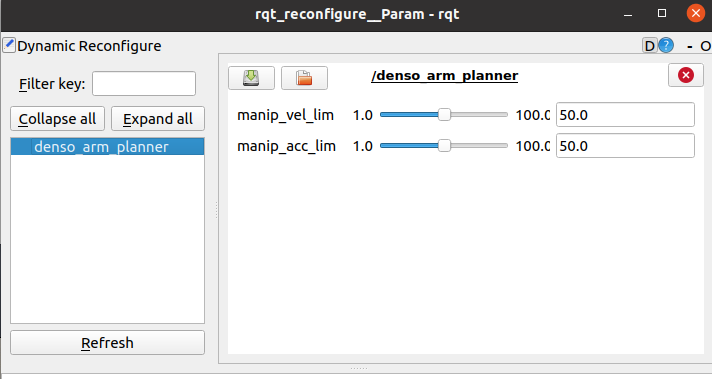 rqt_reconfigure__Param - rqt
Dynamic Reconfigure
D ? - O
Filter key:
Collapse all Expand all
denso_arm_planner
Refresh
/denso_arm_planner
manip_vel_lim 1.0 100.0 50.0
manip_acc_lim 1.0 100.0 50.0